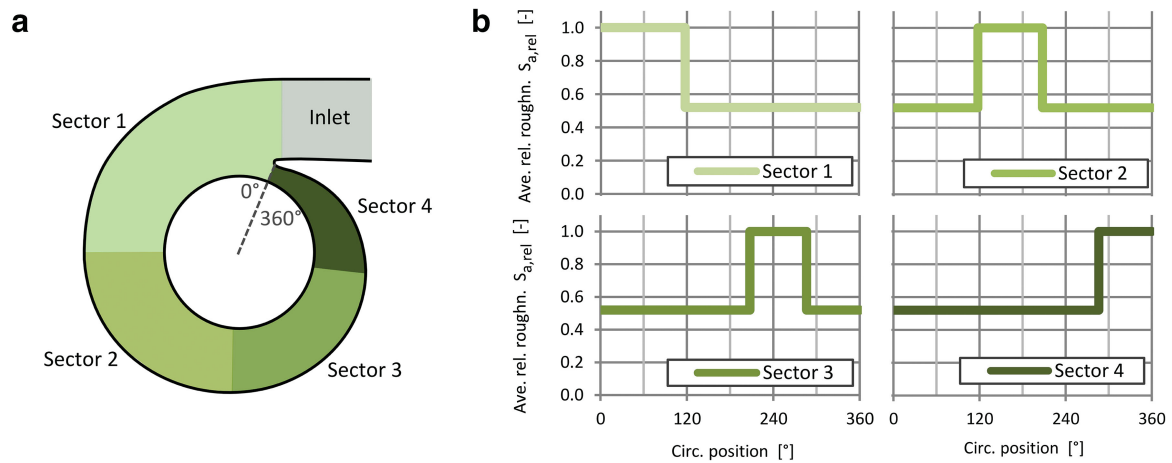 a
Sector 1
Inlet
0°
360°
Sector 4
Sector 2
Sector 3
b
Ave. rel. roughn. S_a,rel [-]
1.0
0.8
0.6
0.4
0.2
0.0
Sector 1
Sector 2
Ave. rel. roughn. S_a,rel [-]
1.0
0.8
0.6
0.4
0.2
0.0
Sector 3
Sector 4
0 120 240 360
0 120 240 360
Circ. position [°]
Circ. position [°]